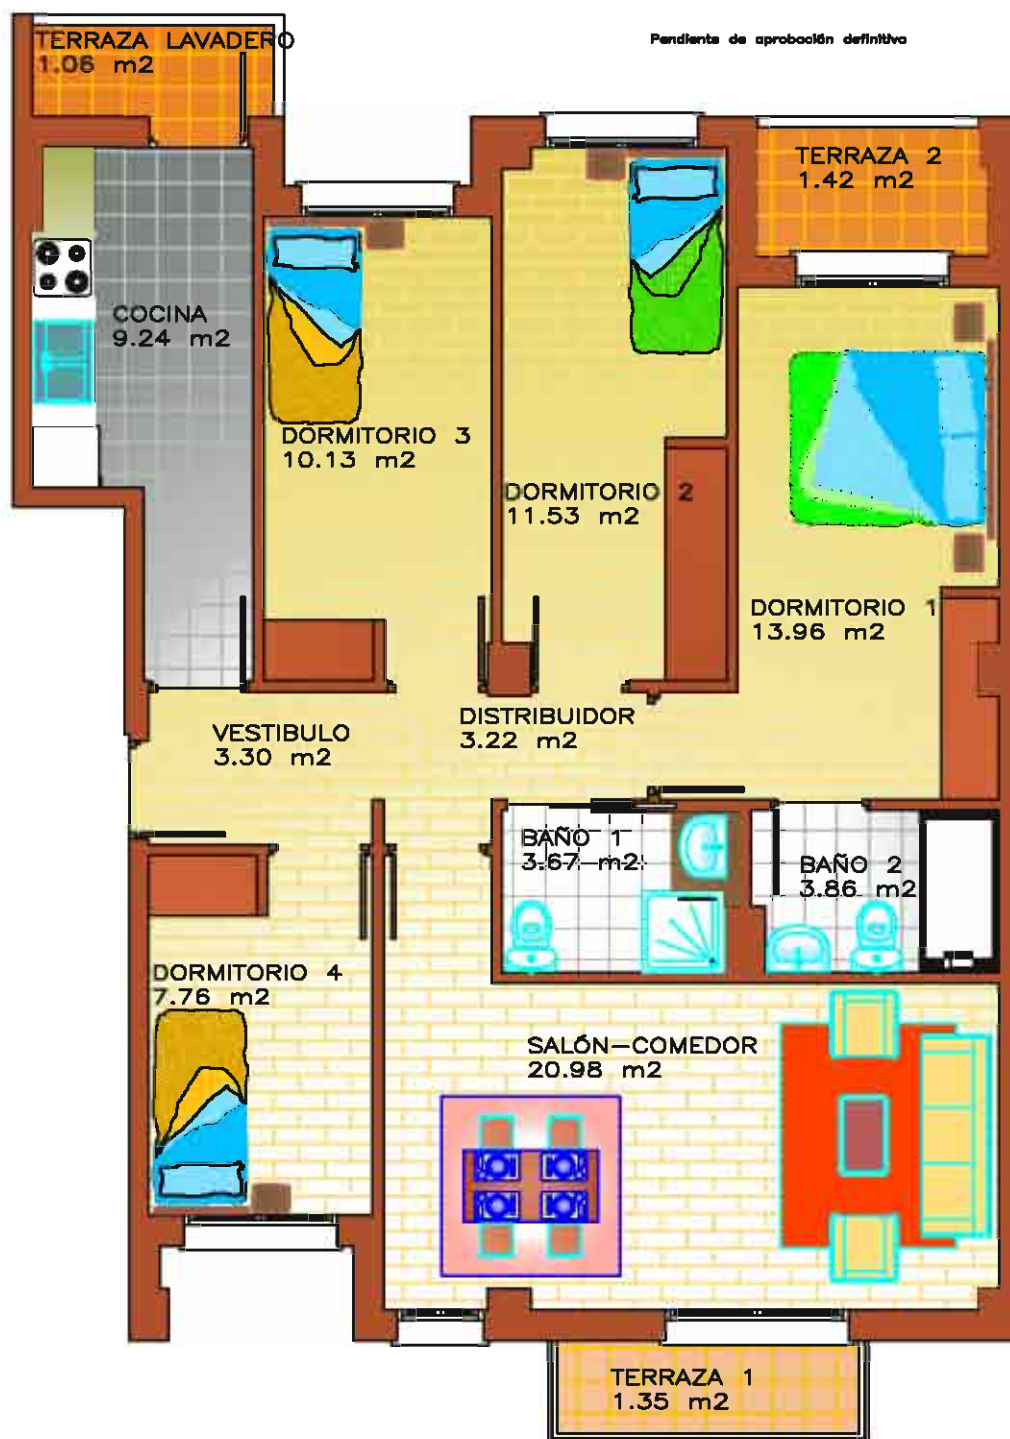 TERRAZA LAVADERO
1.06 m2
Pendiente de aprobación definitiva
TERRAZA 2
1.42 m2
COCINA
9.24 m2
DORMITORIO 3
10.13 m2
DORMITORIO 2
11.53 m2
DORMITORIO 1
13.96 m2
VESTIBULO
3.30 m2
DISTRIBUIDOR
3.22 m2
BAÑO 1
3.67 m2
BAÑO 2
3.86 m2
DORMITORIO 4
7.76 m2
SALÓN-COMEDOR
20.98 m2
TERRAZA 1
1.35 m2